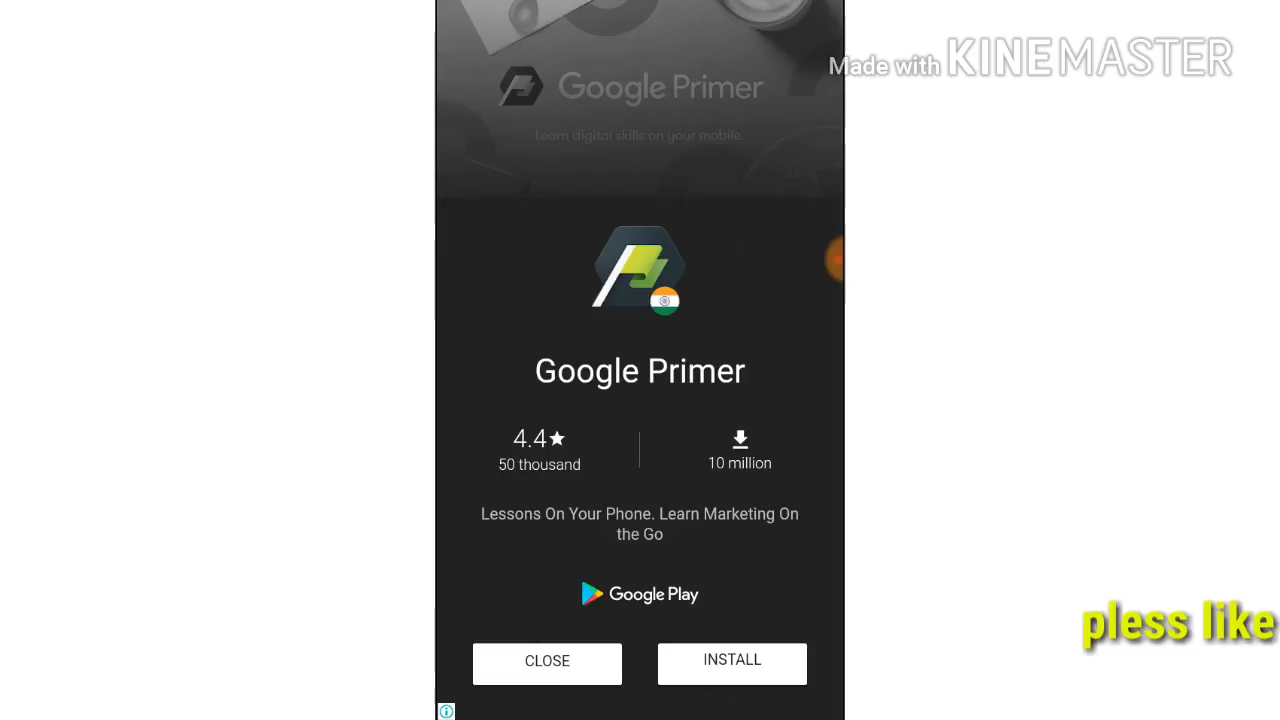 Made with KINEMASTER
Google Primer
Learn digital skills on your mobile.
Google Primer
4.4★
50 thousand
10 million
Lessons On Your Phone. Learn Marketing On
the Go
Google Play
CLOSE
INSTALL
pless like